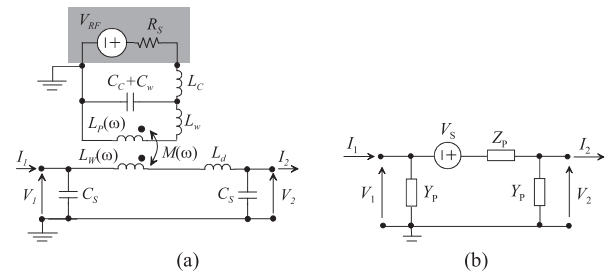 V_RF
R_S
C_C+C_w
L_C
L_w
L_P(ω)
I_1
L_W(ω)
M(ω)
L_d
I_2
V_1
C_S
C_S
V_2
(a)
V_S
Z_P
I_1
I_2
V_1
Y_P
Y_P
V_2
(b)